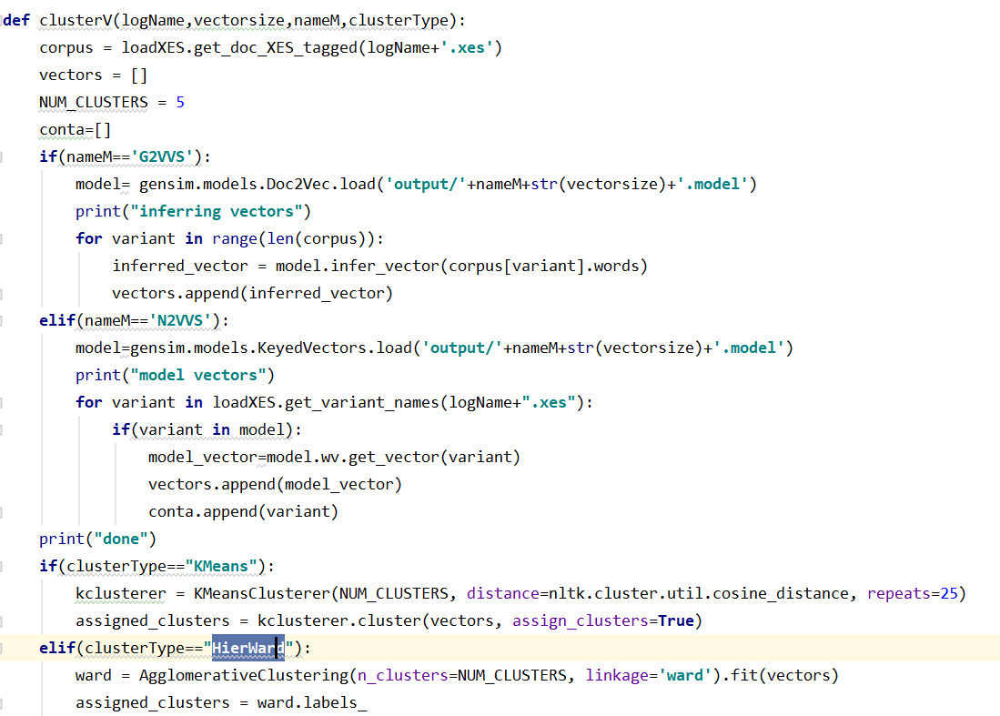 def clusterV(logName,vectorsize,nameM,clusterType):
    corpus = loadXES.get_doc_XES_tagged(logName+'.xes')
    vectors = []
    NUM_CLUSTERS = 5
    conta=[]
    if(nameM=='G2VVS'):
        model= gensim.models.Doc2Vec.load('output/'+nameM+str(vectorsize)+'.model')
        print("inferring vectors")
        for variant in range(len(corpus)):
            inferred_vector = model.infer_vector(corpus[variant].words)
            vectors.append(inferred_vector)
    elif(nameM=='N2VVS'):
        model=gensim.models.KeyedVectors.load('output/'+nameM+str(vectorsize)+'.model')
        print("model vectors")
        for variant in loadXES.get_variant_names(logName+".xes"):
            if(variant in model):
                model_vector=model.wv.get_vector(variant)
                vectors.append(model_vector)
                conta.append(variant)
    print("done")
    if(clusterType=="KMeans"):
        kclusterer = KMeansClusterer(NUM_CLUSTERS, distance=nltk.cluster.util.cosine_distance, repeats=25)
        assigned_clusters = kclusterer.cluster(vectors, assign_clusters=True)
    elif(clusterType=="HierWard"):
        ward = AgglomerativeClustering(n_clusters=NUM_CLUSTERS, linkage='ward').fit(vectors)
        assigned_clusters = ward.labels_